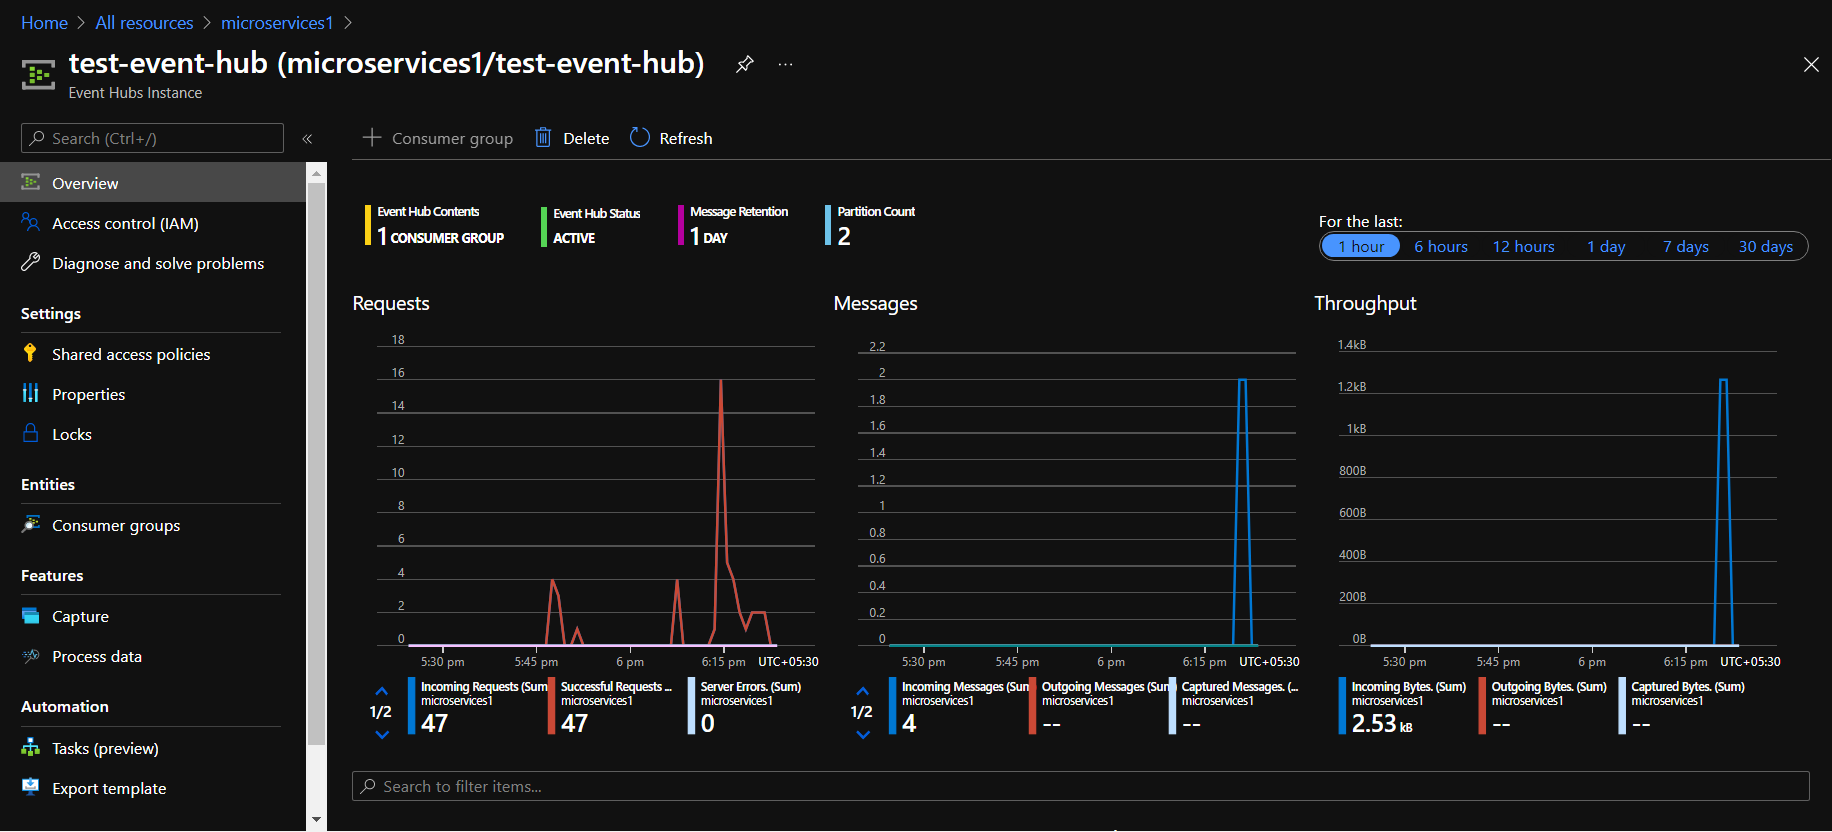 Home > All resources > microservices1 >
test-event-hub (microservices1/test-event-hub)
Event Hubs Instance
Search (Ctrl+/)
Overview
Access control (IAM)
Diagnose and solve problems
Settings
Shared access policies
Properties
Locks
Entities
Consumer groups
Features
Capture
Process data
Automation
Tasks (preview)
Export template
Consumer group Delete Refresh
Event Hub Contents
1 CONSUMER GROUP
Event Hub Status
ACTIVE
Message Retention
1 DAY
Partition Count
2
For the last:
1 hour 6 hours 12 hours 1 day 7 days 30 days
Requests
18
16
14
12
10
8
6
4
2
0
5:30 pm 5:45 pm 6 pm 6:15 pm UTC+05:30
1/2
Incoming Requests (Sum
microservices1
47
Successful Requests ...
microservices1
47
Server Errors. (Sum)
microservices1
0
Messages
2.2
2
1.8
1.6
1.4
1.2
1
0.8
0.6
0.4
0.2
0
5:30 pm 5:45 pm 6 pm 6:15 pm UTC+05:30
1/2
Incoming Messages (Sum
microservices1
4
Outgoing Messages (Sum
microservices1
--
Captured Messages. (...
microservices1
--
Throughput
1.4kB
1.2kB
1kB
800B
600B
400B
200B
0B
5:30 pm 5:45 pm 6 pm 6:15 pm UTC+05:30
Incoming Bytes. (Sum)
microservices1
2.53 kB
Outgoing Bytes. (Sum)
microservices1
--
Captured Bytes. (Sum)
microservices1
--
Search to filter items...